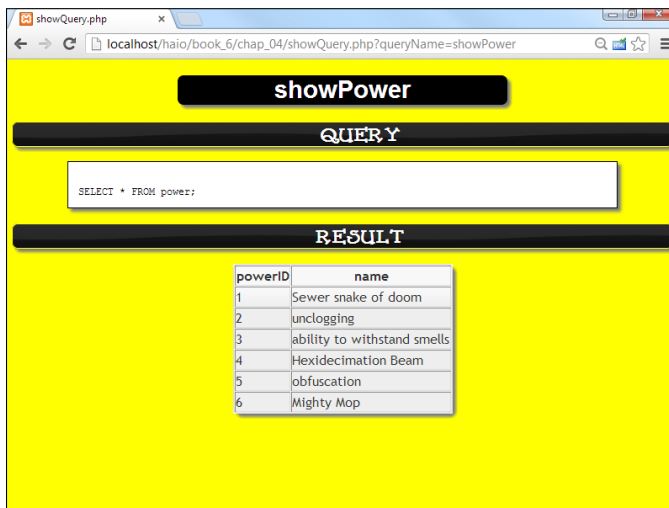 showQuery.php
localhost/haio/book_6/chap_04/showQuery.php?queryName=showPower
showPower
QUERY
SELECT * FROM power;
RESULT
powerID name
1 Sewer snake of doom
2 unclogging
3 ability to withstand smells
4 Hexidecimation Beam
5 obfuscation
6 Mighty Mop